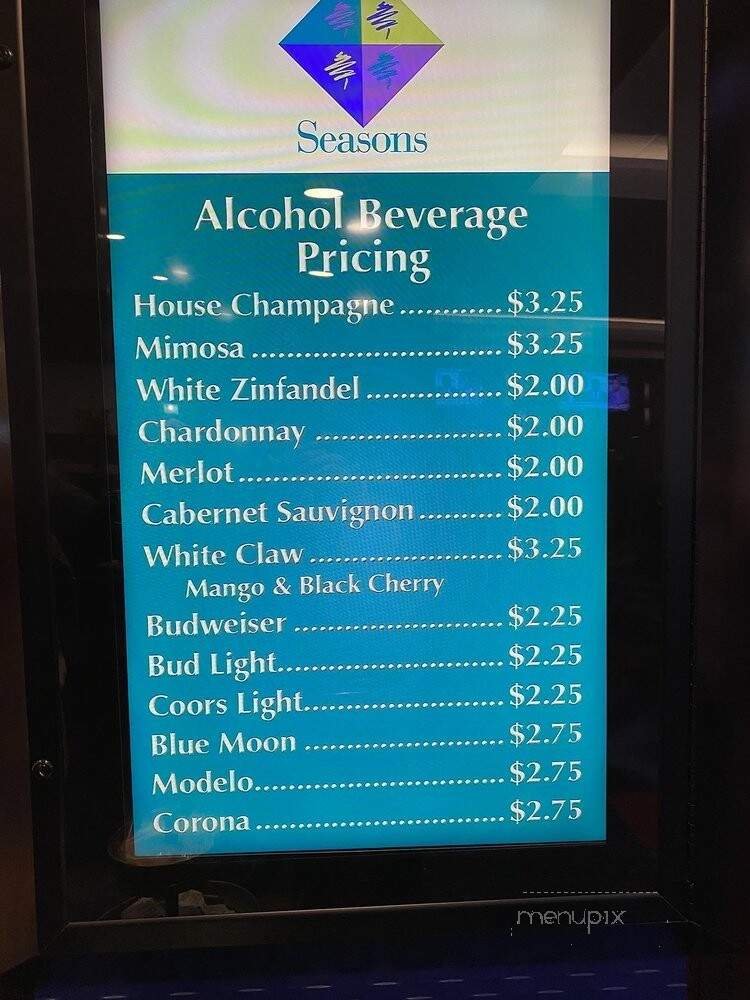 Seasons
Alcohol Beverage
Pricing
House Champagne ............ $3.25
Mimosa ............................. $3.25
White Zinfandel ................ $2.00
Chardonnay ...................... $2.00
Merlot ............................... $2.00
Cabernet Sauvignon .......... $2.00
White Claw ....................... $3.25
Mango & Black Cherry
Budweiser ......................... $2.25
Bud Light........................... $2.25
Coors Light........................ $2.25
Blue Moon ........................ $2.75
Modelo.............................. $2.75
Corona .............................. $2.75
menupix